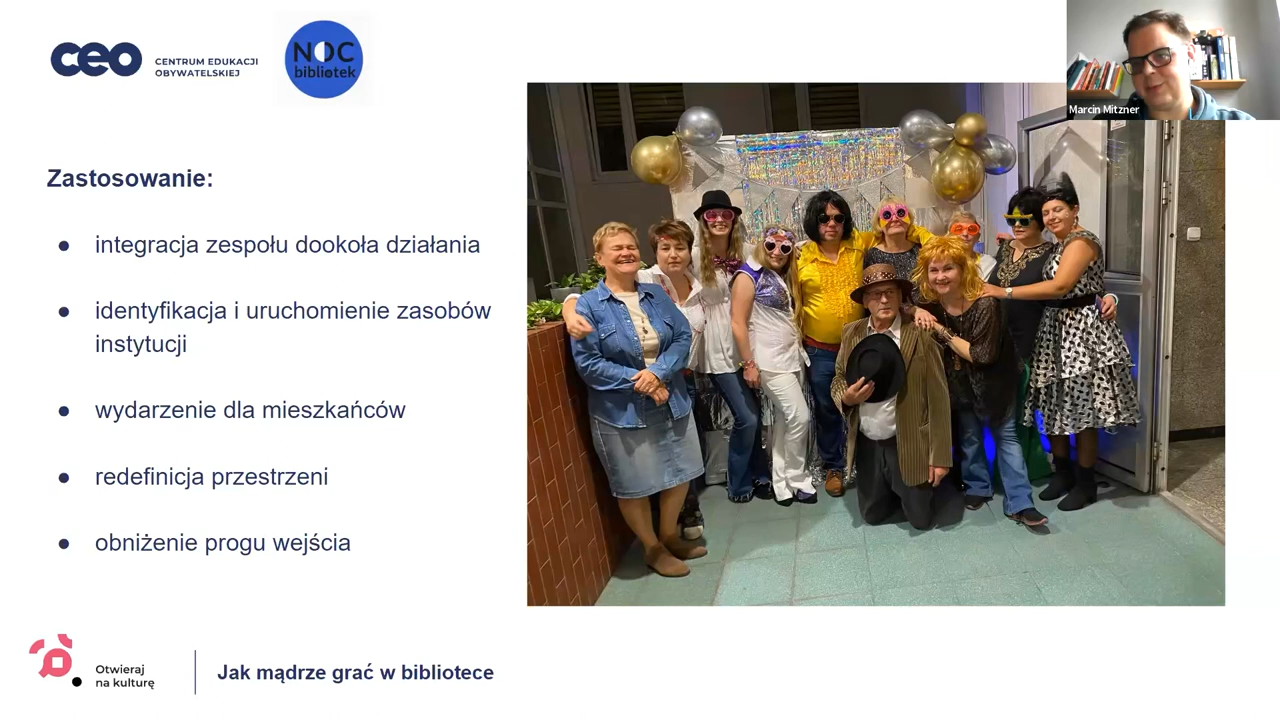 ceo CENTRUM EDUKACJI
OBYWATELSKIEJ
NOC
bibliotek
Marcin Mitzner
Zastosowanie:
● integracja zespołu dookoła działania
● identyfikacja i uruchomienie zasobów
instytucji
● wydarzenie dla mieszkańców
● redefinicja przestrzeni
● obniżenie progu wejścia
Otwieraj
na kulturę
Jak mądrze grać w bibliotece